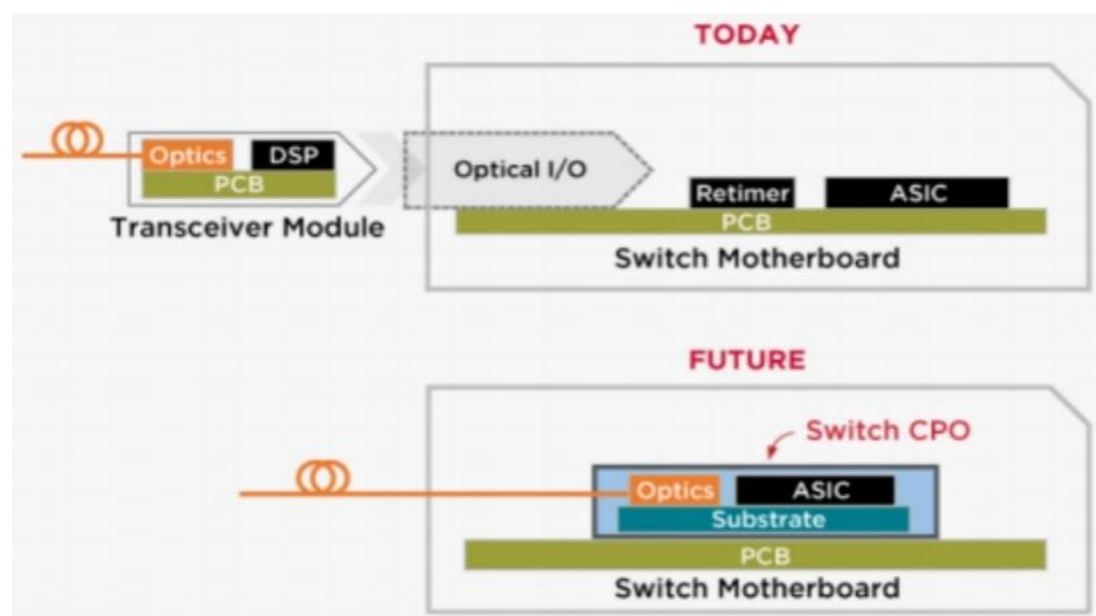 TODAY
Optics
DSP
PCB
Transceiver Module
Optical I/O
Retimer
ASIC
PCB
Switch Motherboard
FUTURE
Switch CPO
Optics
ASIC
Substrate
PCB
Switch Motherboard